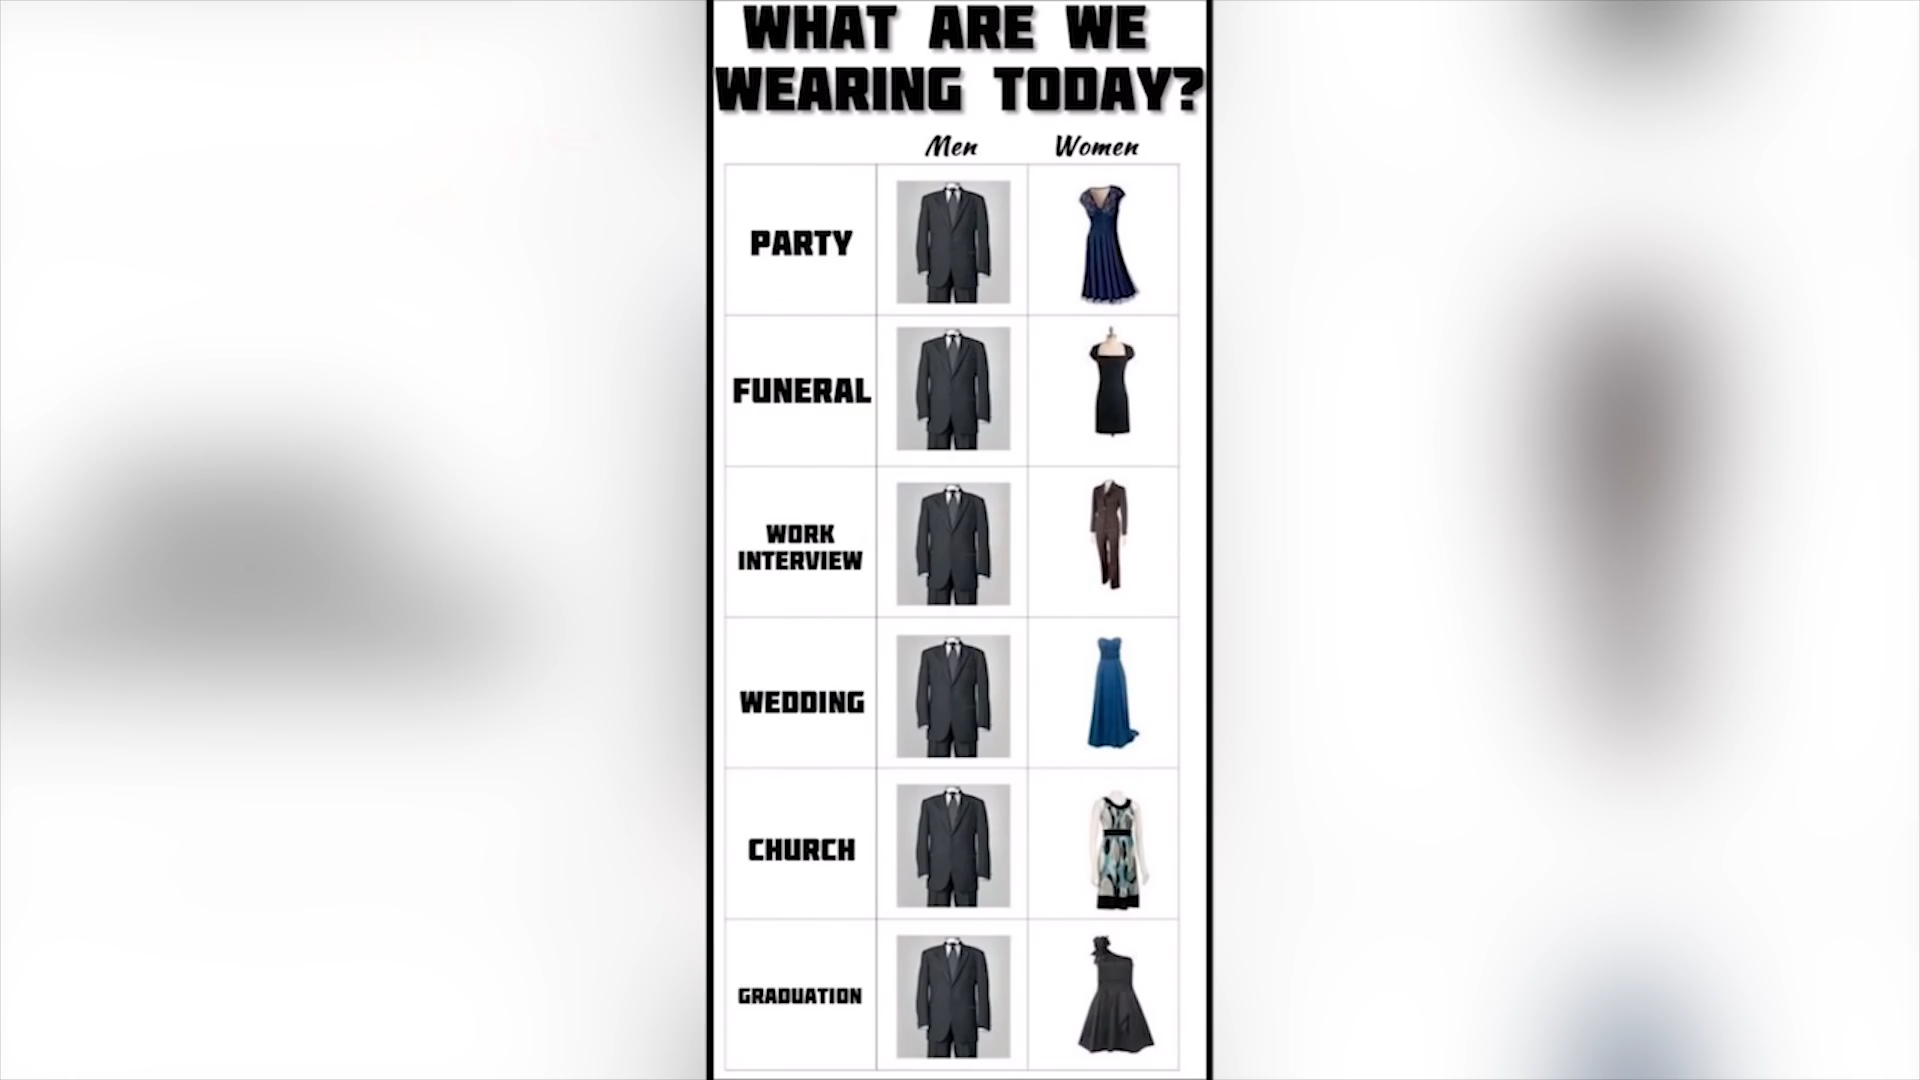 WHAT ARE WE
WEARING TODAY?
Men Women
PARTY
FUNERAL
WORK
INTERVIEW
WEDDING
CHURCH
GRADUATION